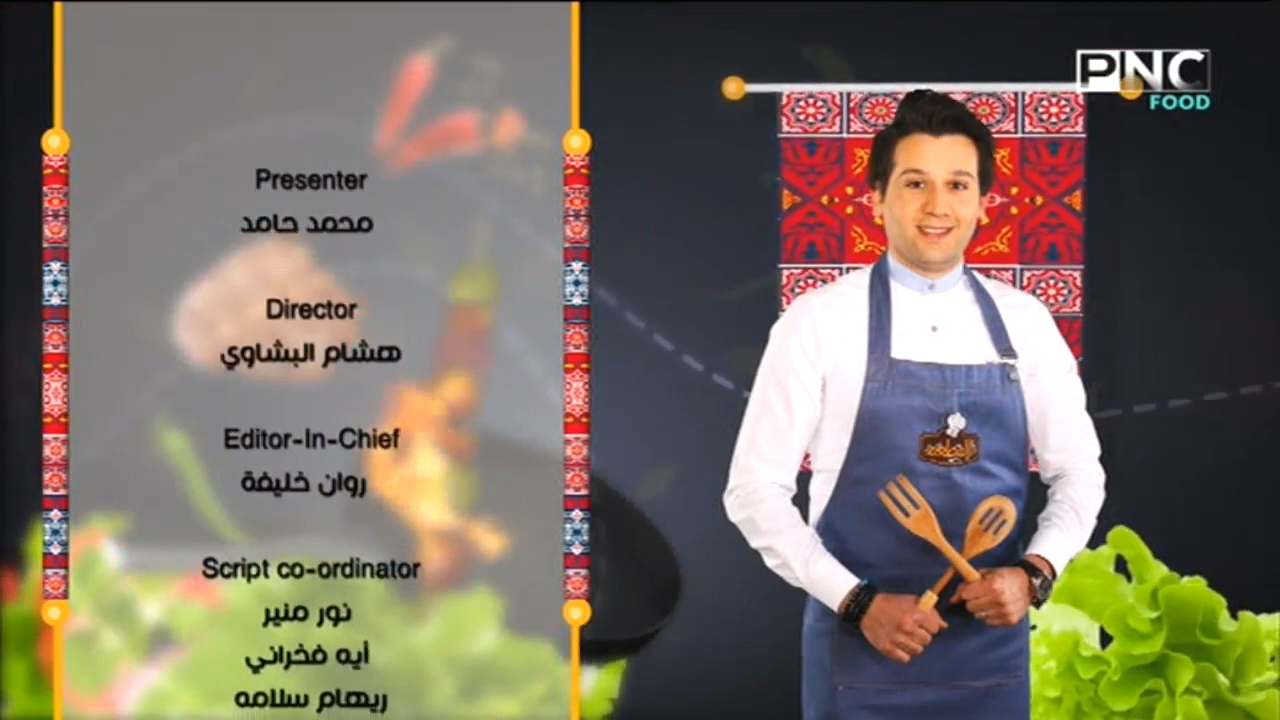 PNC
FOOD
Presenter
محمد حامد
Director
هشام البشاوي
Editor-In-Chief
روان خليفة
Script co-ordinator
نور منير
أيه فخراني
ريهام سلامه